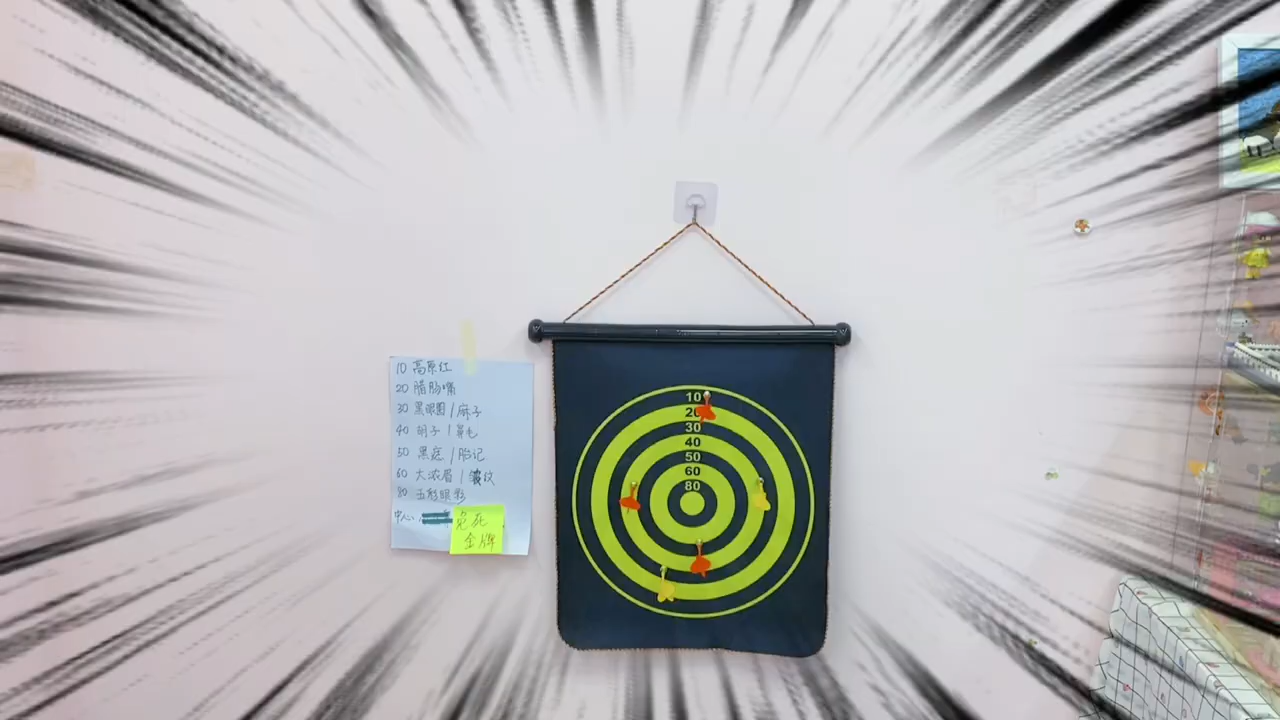 10 高原红
20 腊肠嘴
30 黑眼圈 / 麻子
40 胡子 / 鼻毛
50 黑痣 / 胎记
60 大浓眉 / 皱纹
80 五彩眼影
中心:
免死
金牌
10
20
30
40
50
60
80